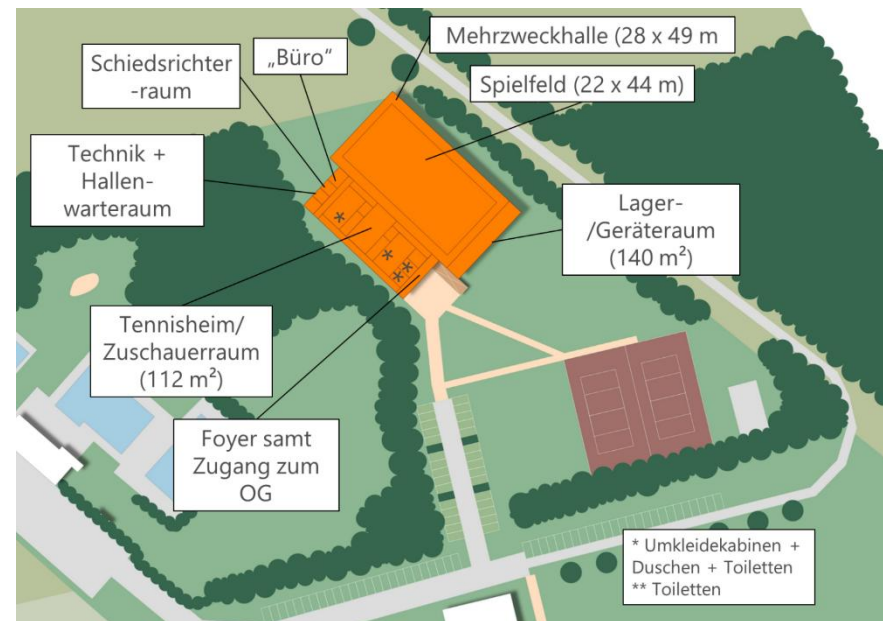 Mehrzweckhalle (28 x 49 m
Schiedsrichter
-raum
„Büro“
Spielfeld (22 x 44 m)
Technik +
Hallen-
warteraum
Lager-
/Geräteraum
(140 m²)
Tennisheim/
Zuschauerraum
(112 m²)
Foyer samt
Zugang zum
OG
*
*
*
*
*
* Umkleidekabinen +
Duschen + Toiletten
** Toiletten